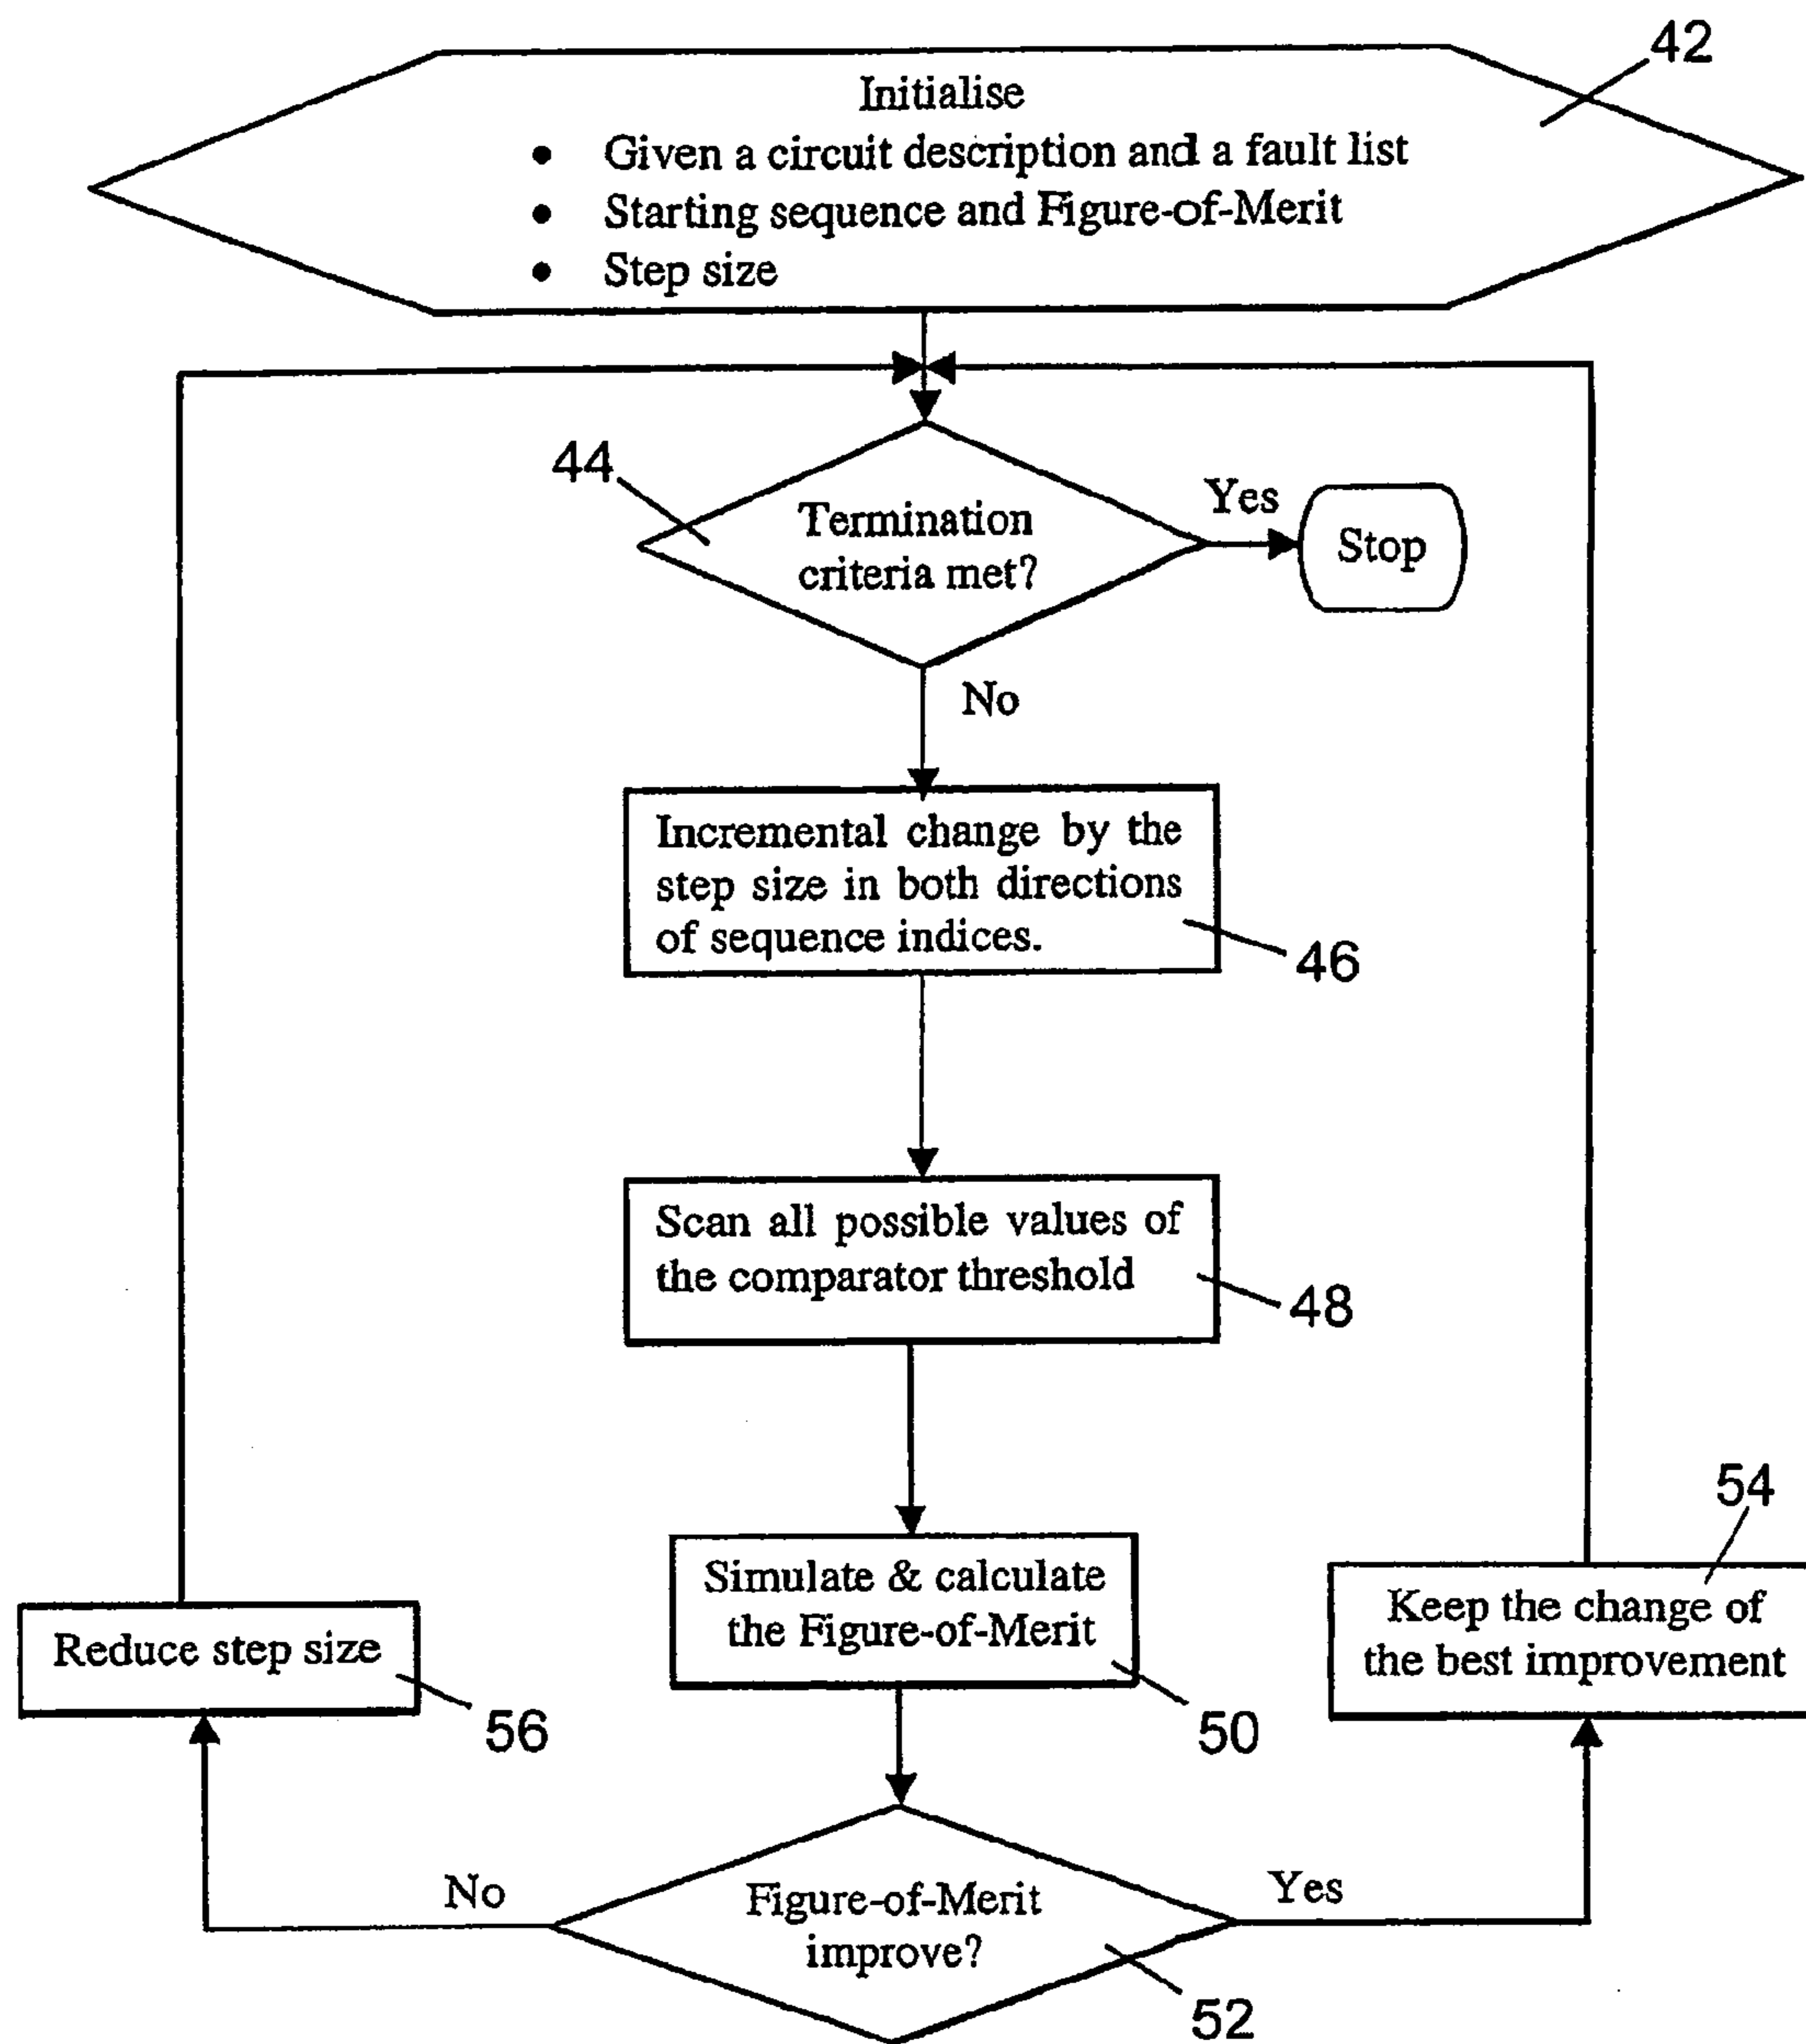 42
Initialise
• Given a circuit description and a fault list
• Starting sequence and Figure-of-Merit
• Step size
44
Termination
criteria met?
Yes
Stop
No
Incremental change by the
step size in both directions
of sequence indices.
46
Scan all possible values of
the comparator threshold
48
Simulate & calculate
the Figure-of-Merit
50
54
Keep the change of
the best improvement
Reduce step size
56
No
Figure-of-Merit
improve?
Yes
52